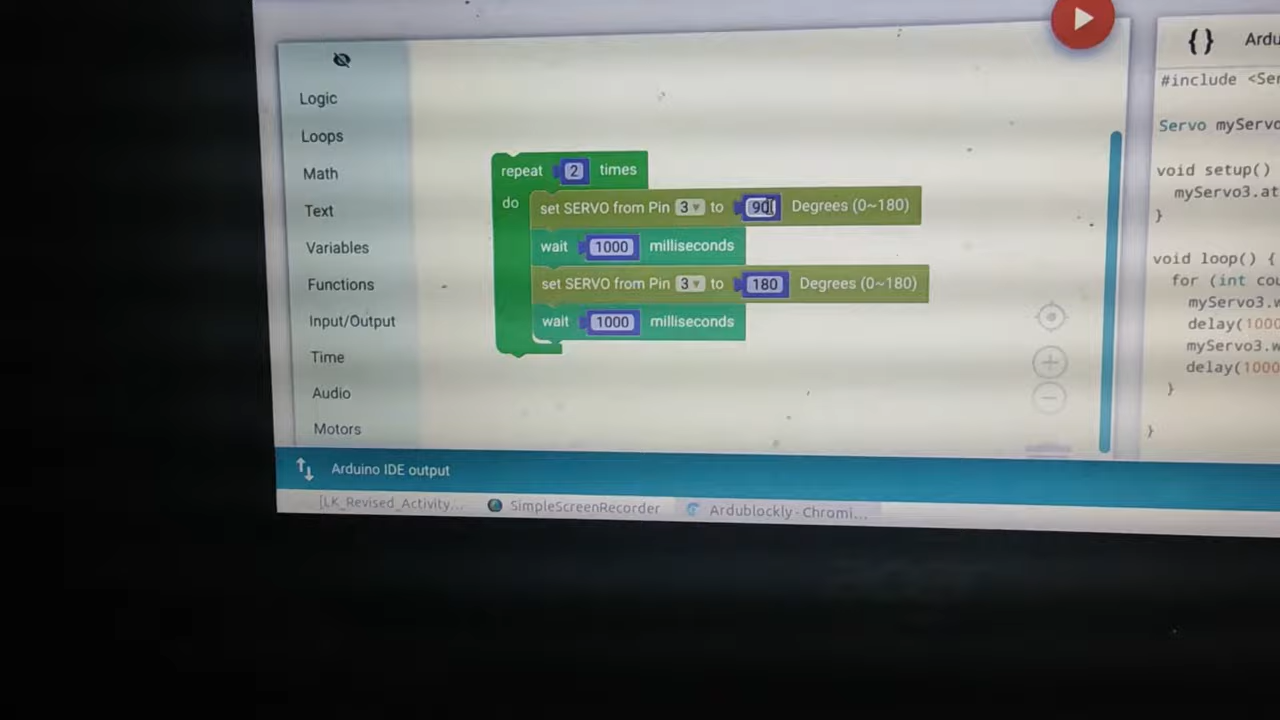 Logic
Loops
Math
Text
Variables
Functions
Input/Output
Time
Audio
Motors
repeat 2 times
do
set SERVO from Pin 3 to 90 Degrees (0~180)
wait 1000 milliseconds
set SERVO from Pin 3 to 180 Degrees (0~180)
wait 1000 milliseconds
{} Ardu
#include <Ser
Servo myServo
void setup()
myServo3.at
}
void loop() {
for (int cou
myServo3.w
delay(1000
myServo3.w
delay(1000
}
}
Arduino IDE output
[LK_Revised_Activity... SimpleScreenRecorder Ardublockly - Chromi...